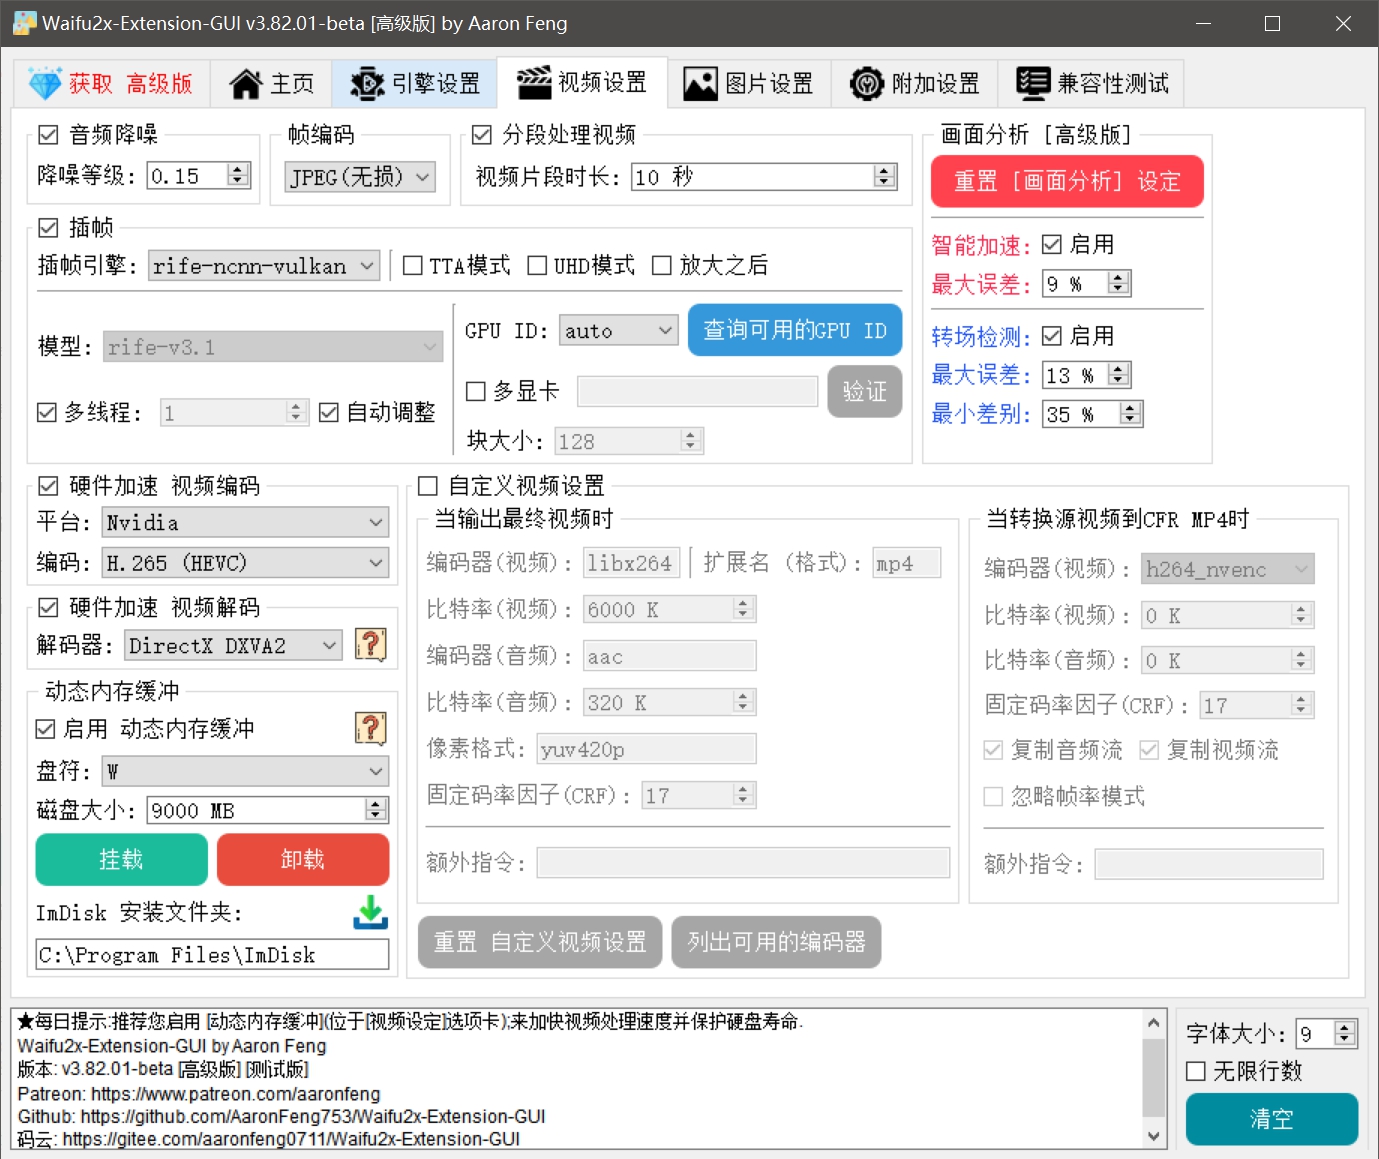 Waifu2x-Extension-GUI v3.82.01-beta [高级版] by Aaron Feng
获取 高级版 主页 引擎设置 视频设置 图片设置 附加设置 兼容性测试
音频降噪
降噪等级: 0.15
帧编码
JPEG(无损)
分段处理视频
视频片段时长: 10 秒
插帧
插帧引擎: rife-ncnn-vulkan TTA模式 UHD模式 放大之后
模型: rife-v3.1
多线程: 1 自动调整
GPU ID: auto 查询可用的GPU ID
多显卡 验证
块大小: 128
画面分析 [高级版]
重置 [画面分析] 设定
智能加速: 启用
最大误差: 9 %
转场检测: 启用
最大误差: 13 %
最小差别: 35 %
硬件加速 视频编码
平台: Nvidia
编码: H.265 (HEVC)
硬件加速 视频解码
解码器: DirectX DXVA2
动态内存缓冲
启用 动态内存缓冲
盘符: W
磁盘大小: 9000 MB
挂载 卸载
ImDisk 安装文件夹:
C:\Program Files\ImDisk
自定义视频设置
当输出最终视频时
编码器(视频): libx264 扩展名 (格式): mp4
比特率(视频): 6000 K
编码器(音频): aac
比特率(音频): 320 K
像素格式: yuv420p
固定码率因子(CRF): 17
额外指令:
当转换源视频到CFR MP4时
编码器(视频): h264_nvenc
比特率(视频): 0 K
比特率(音频): 0 K
固定码率因子(CRF): 17
复制音频流 复制视频流
忽略帧率模式
额外指令:
重置 自定义视频设置 列出可用的编码器
★每日提示:推荐您启用 [动态内存缓冲](位于[视频设定]选项卡);来加快视频处理速度并保护硬盘寿命.
Waifu2x-Extension-GUI by Aaron Feng
版本: v3.82.01-beta [高级版] [测试版]
Patreon: https://www.patreon.com/aaronfeng
Github: https://github.com/AaronFeng753/Waifu2x-Extension-GUI
码云: https://gitee.com/aaronfeng0711/Waifu2x-Extension-GUI
字体大小: 9
无限行数
清空